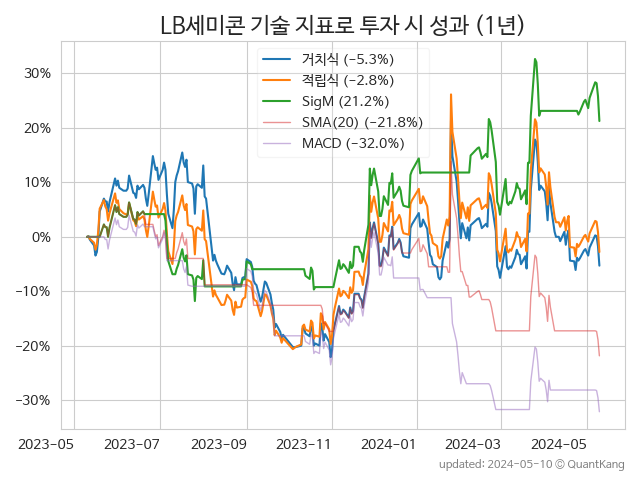 LB세미콘 기술 지표로 투자 시 성과 (1년)
거치식 (−5.3%)
적립식 (−2.8%)
SigM (21.2%)
SMA(20) (−21.8%)
MACD (−32.0%)
30%
20%
10%
0%
−10%
−20%
−30%
2023-05 2023-07 2023-09 2023-11 2024-01 2024-03 2024-05
updated: 2024-05-10 © QuantKang